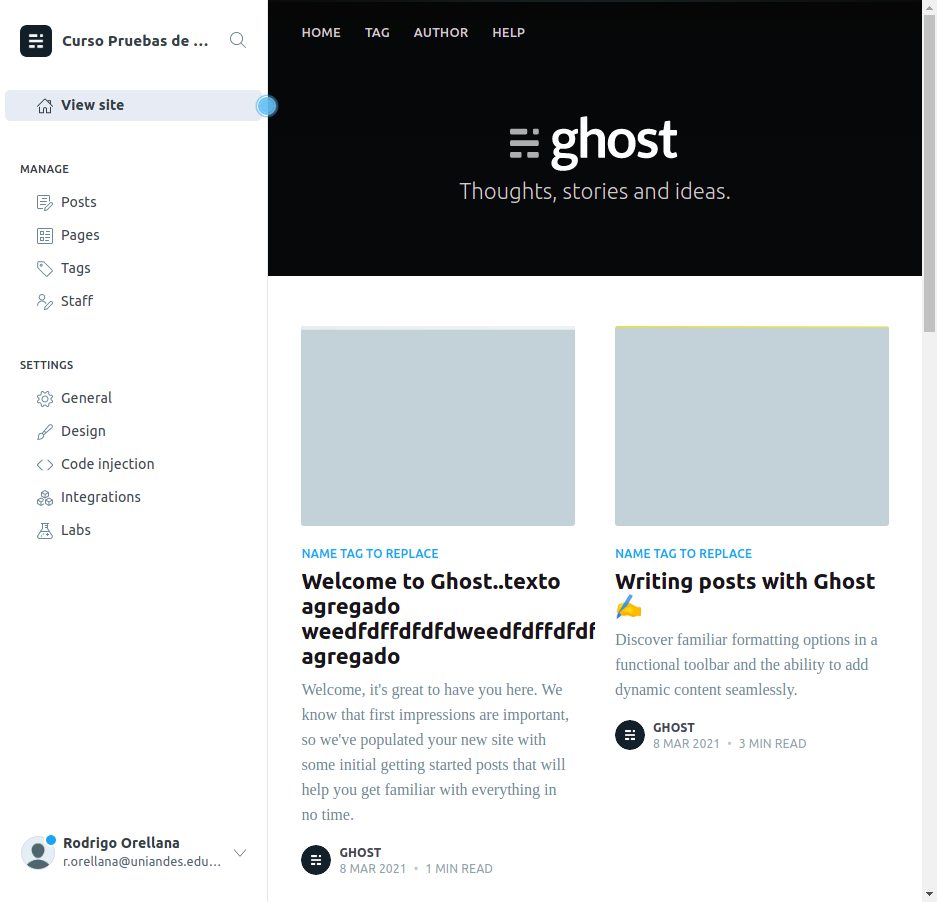 Curso Pruebas de ...
View site
MANAGE
Posts
Pages
Tags
Staff
SETTINGS
General
Design
Code injection
Integrations
Labs
Rodrigo Orellana
r.orellana@uniandes.edu...
HOME TAG AUTHOR HELP
ghost
Thoughts, stories and ideas.
NAME TAG TO REPLACE
Welcome to Ghost..texto
agregado
weedfdffdfdfdweedfdffdfdf
agregado
Welcome, it's great to have you here. We
know that first impressions are important,
so we've populated your new site with
some initial getting started posts that will
help you get familiar with everything in
no time.
GHOST
8 MAR 2021 • 1 MIN READ
NAME TAG TO REPLACE
Writing posts with Ghost
✍️
Discover familiar formatting options in a
functional toolbar and the ability to add
dynamic content seamlessly.
GHOST
8 MAR 2021 • 3 MIN READ